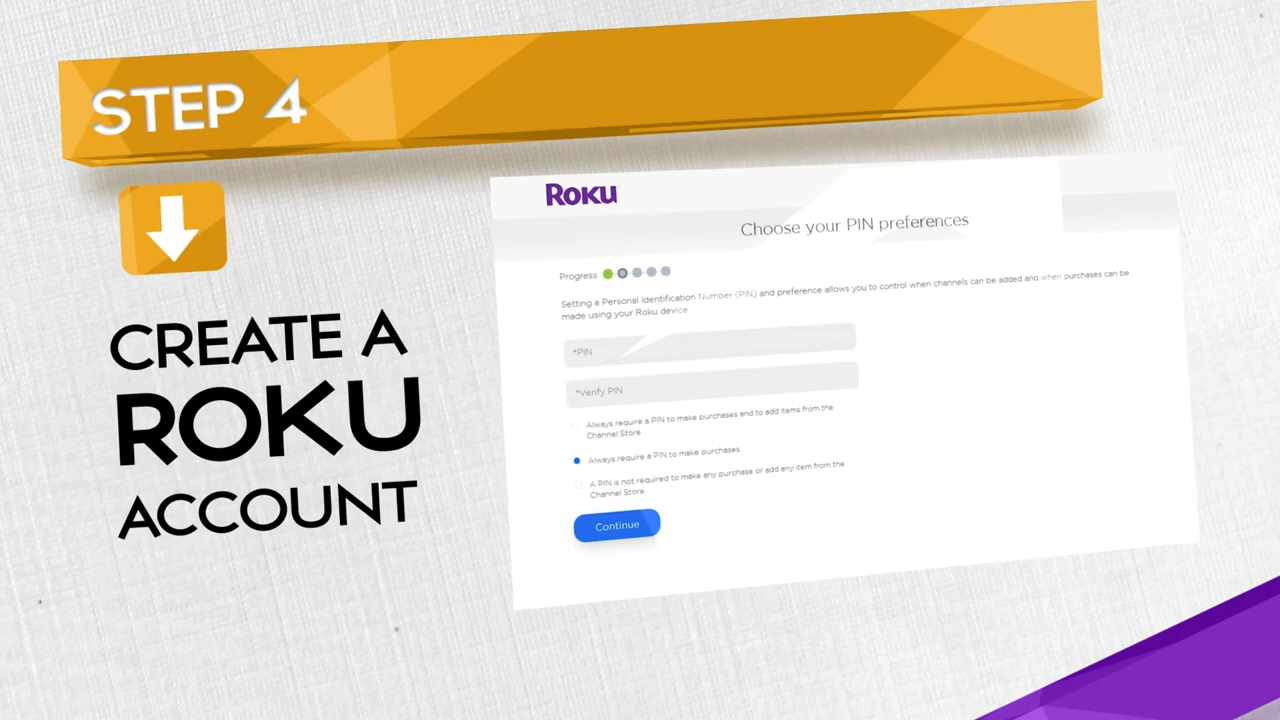 STEP 4
CREATE A
ROKU
ACCOUNT
Roku
Choose your PIN preferences
Progress
Setting a Personal Identification Number (PIN) and preference allows you to control when channels can be added and when purchases can be
made using your Roku device
*PIN
*Verify PIN
Always require a PIN to make purchases and to add items from the
Channel Store.
Always require a PIN to make purchases.
A PIN is not required to make any purchase or add any item from the
Channel Store.
Continue